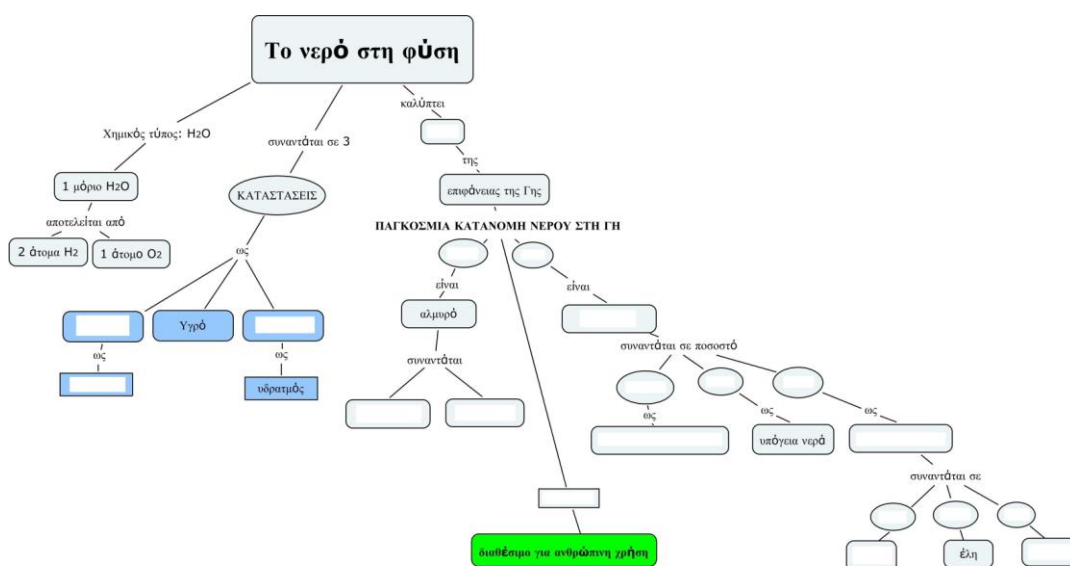 Το νερό στη φύση
καλύπτει
Χημικός τύπος: H2O
συναντάται σε 3
της
1 μόριο H2O
ΚΑΤΑΣΤΑΣΕΙΣ
επιφάνειας της Γης
αποτελείται από
ΠΑΓΚΟΣΜΙΑ ΚΑΤΑΝΟΜΗ ΝΕΡΟΥ ΣΤΗ ΓΗ
2 άτομα H2
1 άτομο O2
ως
είναι
είναι
αλμυρό
Υγρό
συναντάται σε ποσοστό
ως
ως
συναντάται
υδρατμός
ως
ως
ως
υπόγεια νερά
συναντάται σε
διαθέσιμο για ανθρώπινη χρήση
έλη